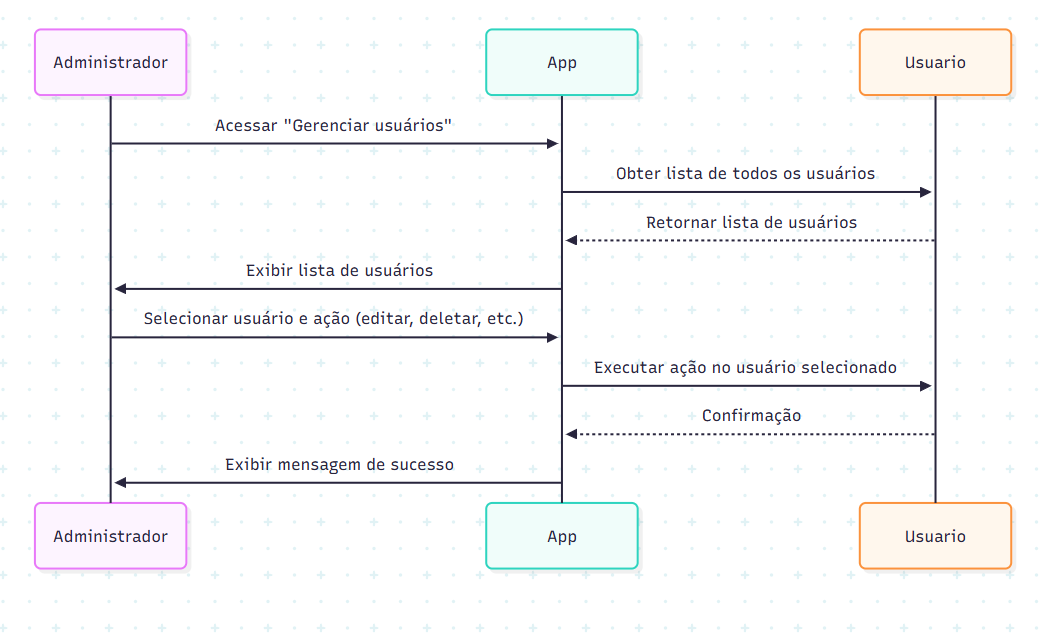 Administrador
App
Usuario
Acessar "Gerenciar usuários"
Obter lista de todos os usuários
Retornar lista de usuários
Exibir lista de usuários
Selecionar usuário e ação (editar, deletar, etc.)
Executar ação no usuário selecionado
Confirmação
Exibir mensagem de sucesso
Administrador
App
Usuario